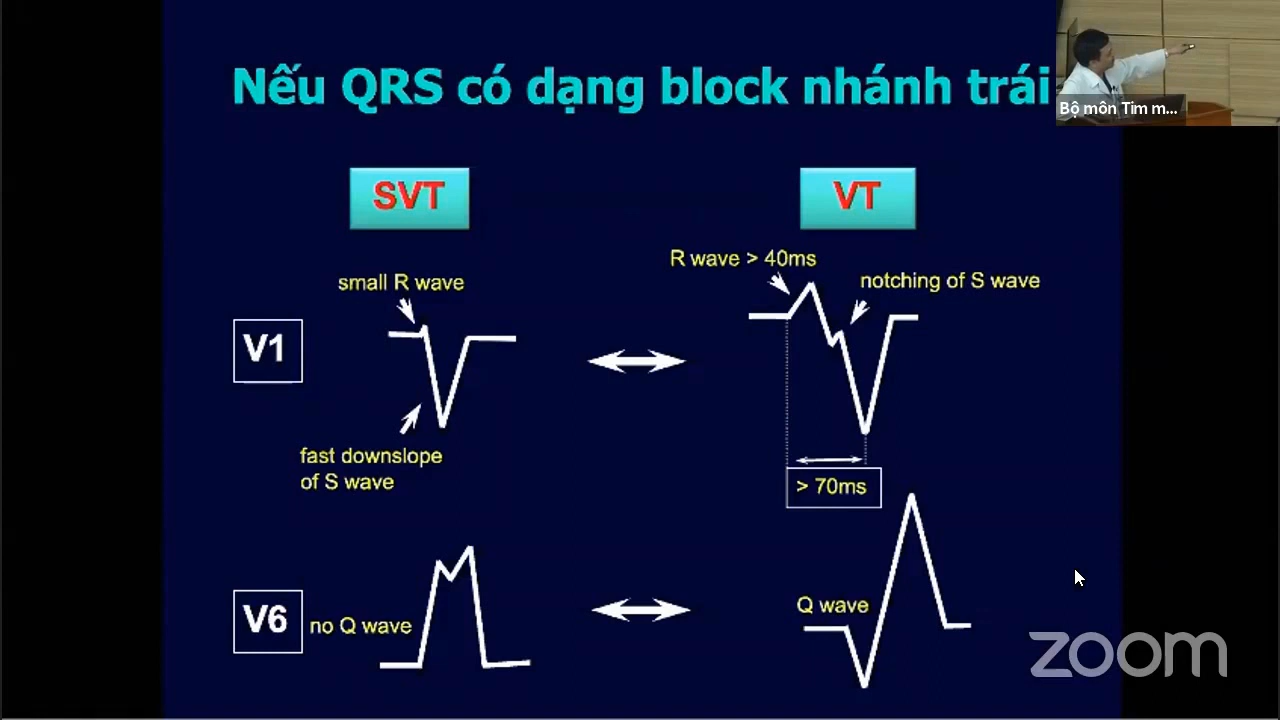 Nếu QRS có dạng block nhánh trái
Bộ môn Tim m...
SVT
VT
R wave > 40ms
small R wave
notching of S wave
V1
fast downslope
of S wave
> 70ms
V6
no Q wave
Q wave
zoom